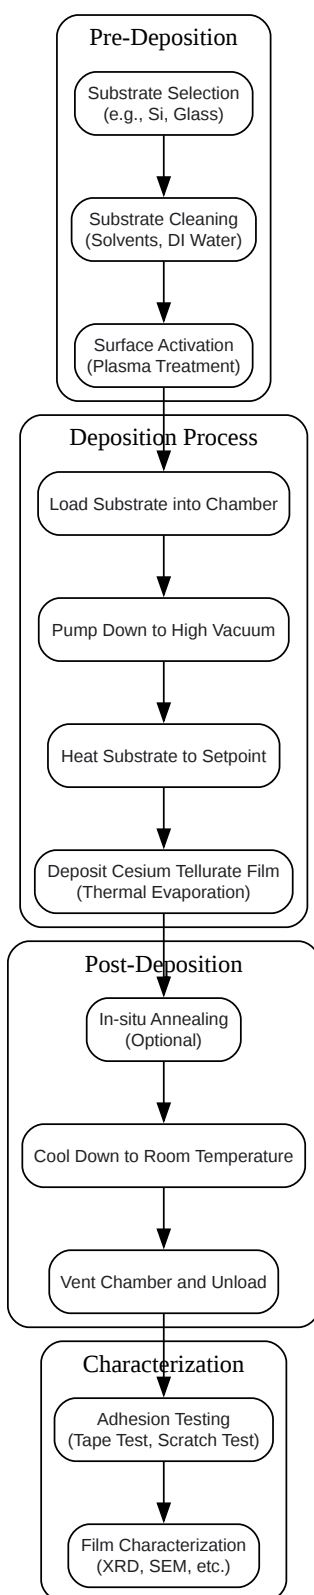 Pre-Deposition
Substrate Selection
(e.g., Si, Glass)
Substrate Cleaning
(Solvents, DI Water)
Surface Activation
(Plasma Treatment)
Deposition Process
Load Substrate into Chamber
Pump Down to High Vacuum
Heat Substrate to Setpoint
Deposit Cesium Tellurate Film
(Thermal Evaporation)
Post-Deposition
In-situ Annealing
(Optional)
Cool Down to Room Temperature
Vent Chamber and Unload
Characterization
Adhesion Testing
(Tape Test, Scratch Test)
Film Characterization
(XRD, SEM, etc.)